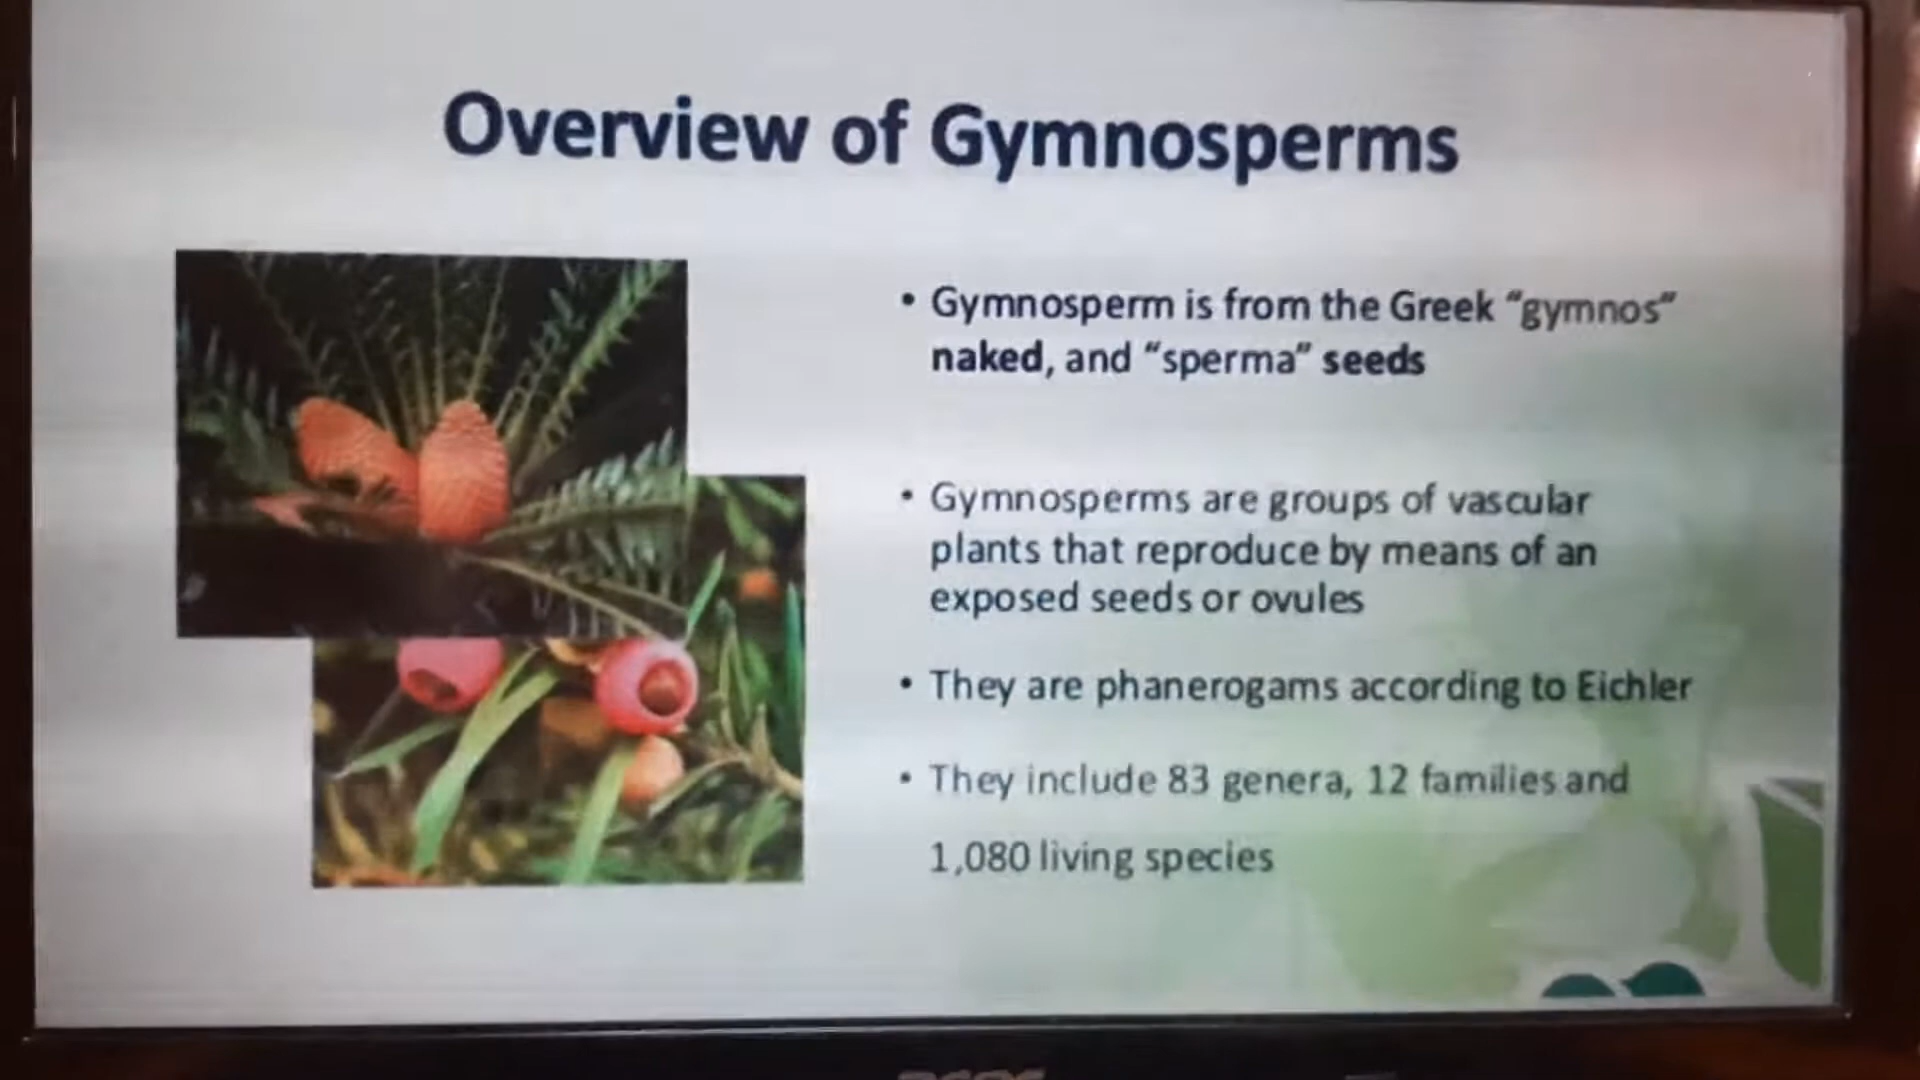 Overview of Gymnosperms
• Gymnosperm is from the Greek “gymnos”
naked, and “sperma” seeds
• Gymnosperms are groups of vascular
plants that reproduce by means of an
exposed seeds or ovules
• They are phanerogams according to Eichler
• They include 83 genera, 12 families and
1,080 living species